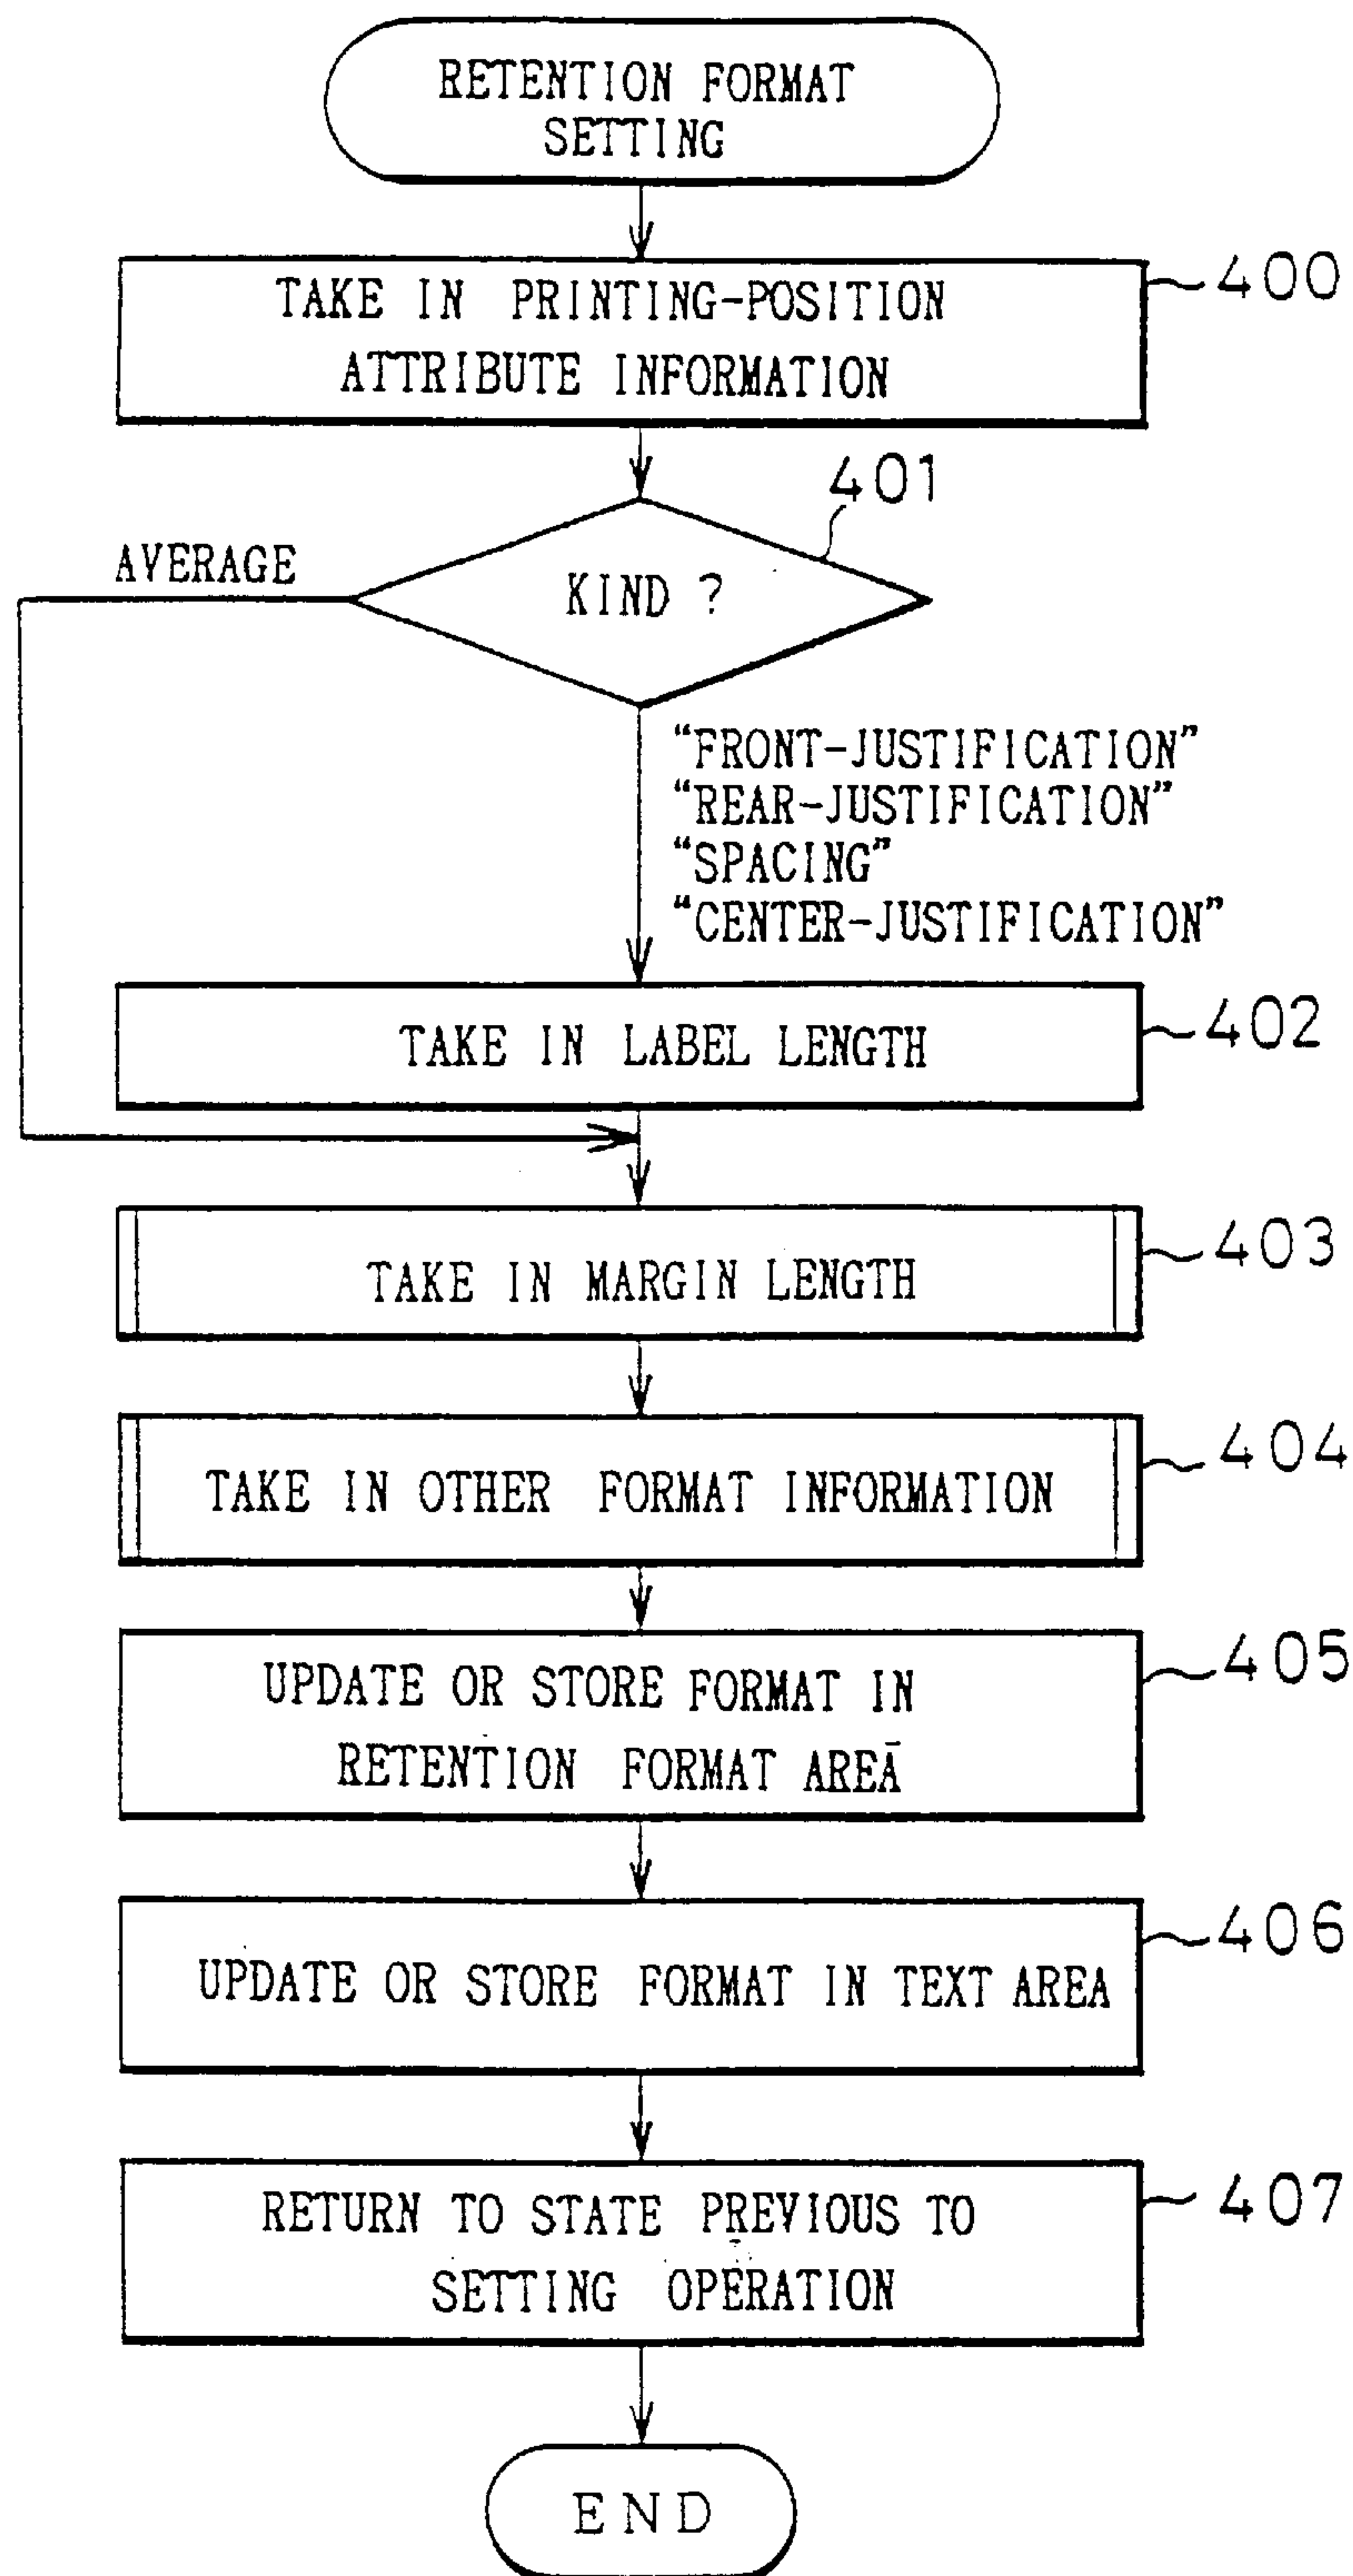 RETENTION FORMAT
SETTING
TAKE IN PRINTING-POSITION
ATTRIBUTE INFORMATION
400
401
AVERAGE
KIND ?
“FRONT-JUSTIFICATION”
“REAR-JUSTIFICATION”
“SPACING”
“CENTER-JUSTIFICATION”
TAKE IN LABEL LENGTH
402
TAKE IN MARGIN LENGTH
403
TAKE IN OTHER FORMAT INFORMATION
404
UPDATE OR STORE FORMAT IN
RETENTION FORMAT AREA
405
UPDATE OR STORE FORMAT IN TEXT AREA
406
RETURN TO STATE PREVIOUS TO
SETTING OPERATION
407
END